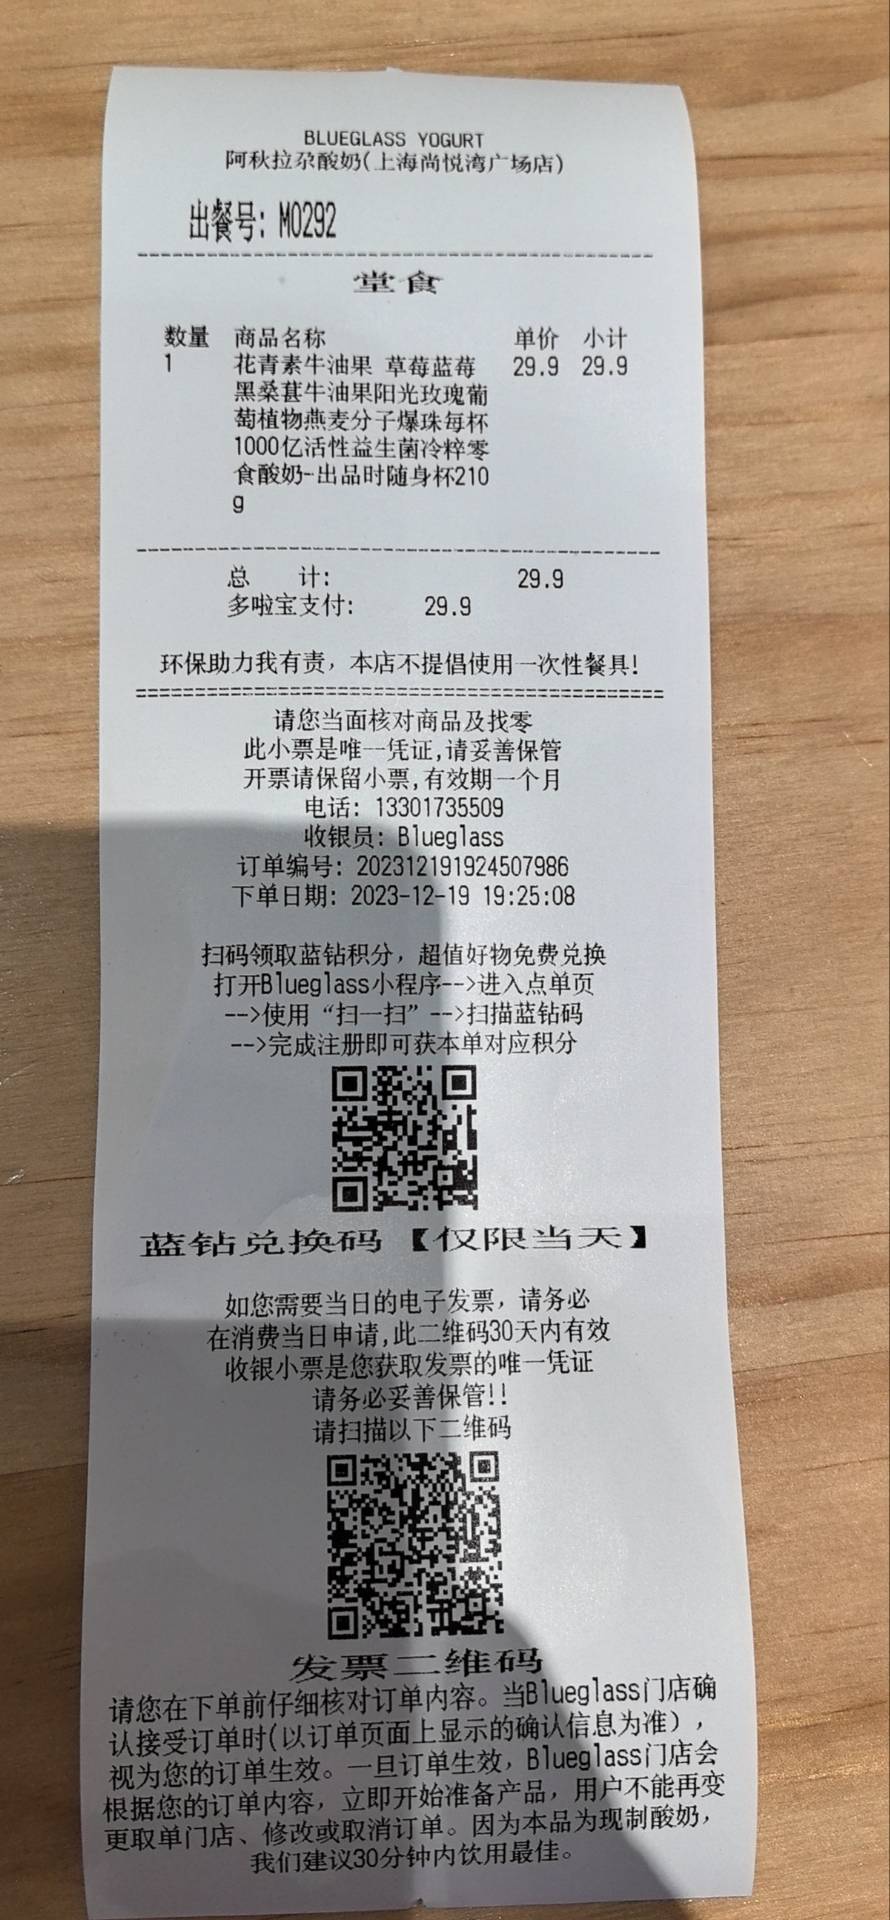 BLUEGLASS YOGURT
阿秋拉尕酸奶(上海尚悦湾广场店)
出餐号: M0292
堂食
数量 商品名称 单价 小计
1 花青素牛油果 草莓蓝莓 29.9 29.9
黑桑葚牛油果阳光玫瑰葡
萄植物燕麦分子爆珠每杯
1000亿活性益生菌冷粹零
食酸奶-出品时随身杯210
g
总 计: 29.9
多啦宝支付: 29.9
环保助力我有责，本店不提倡使用一次性餐具!
请您当面核对商品及找零
此小票是唯一凭证,请妥善保管
开票请保留小票,有效期一个月
电话: 13301735509
收银员: Blueglass
订单编号: 202312191924507986
下单日期: 2023-12-19 19:25:08
扫码领取蓝钻积分，超值好物免费兑换
打开Blueglass小程序-->进入点单页
-->使用“扫一扫”-->扫描蓝钻码
-->完成注册即可获本单对应积分
蓝钻兑换码【仅限当天】
如您需要当日的电子发票，请务必
在消费当日申请,此二维码30天内有效
收银小票是您获取发票的唯一凭证
请务必妥善保管!!
请扫描以下二维码
发票二维码
请您在下单前仔细核对订单内容。当Blueglass门店确
认接受订单时(以订单页面上显示的确认信息为准)，
视为您的订单生效。一旦订单生效，Blueglass门店会
根据您的订单内容，立即开始准备产品，用户不能再变
更取单门店、修改或取消订单。因为本品为现制酸奶，
我们建议30分钟内饮用最佳。